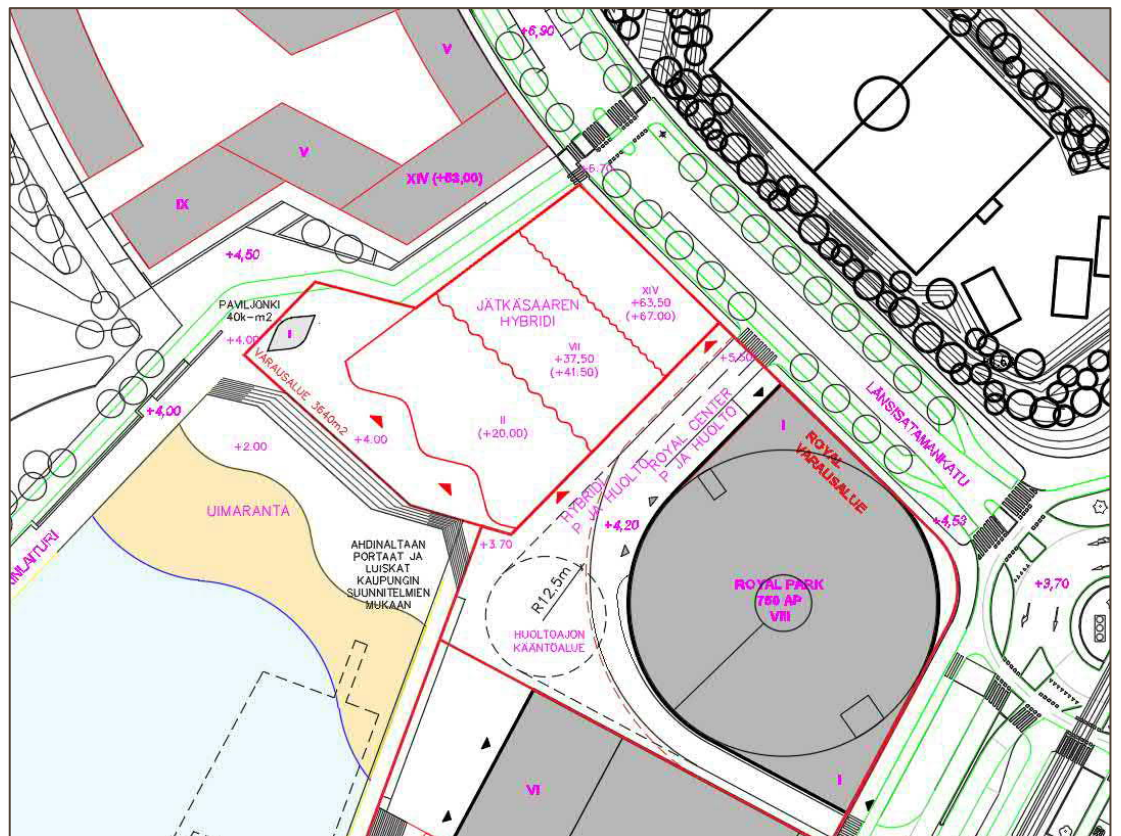 +6,90
V
V
XIV (+53,00)
IX
+6.70
+4,50
PAVILJONKI
40k-m2
+4.00
I
VARAUSALUE 3640m2
JÄTKÄSAAREN
HYBRIDI
XIV
+63,50
(+67.00)
VII
+37,50
(+41.50)
II
(+20,00)
+5,50
+4,00
+4.00
+2.00
UIMARANTA
LÄNSISATAMANKATU
I
ROYAL
VARAUSALUE
ROYAL CENTER
P JA HUOLTO
HYBRIDI
P JA HUOLTO
+4,20
+4,53
+3.70
AHDINALTAAN
PORTAAT JA
LUISKAT
KAUPUNGIN
SUUNNITELMIEN
MUKAAN
R12,5m
HUOLTOAJON
KÄÄNTÖALUE
ROYAL PARK
750 AP
VIII
+3,70
VI
I